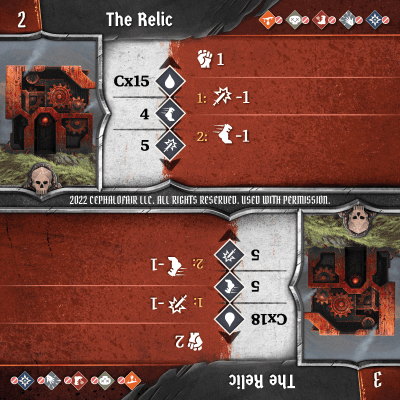 2 The Relic
1
Cx15
1: -1
4
2: -1
5
2022 CEPHALOFAIR LLC. ALL RIGHTS RESERVED. USED WITH PERMISSION.
3 The Relic
2
Cx18
1: -1
5
2: -1
5